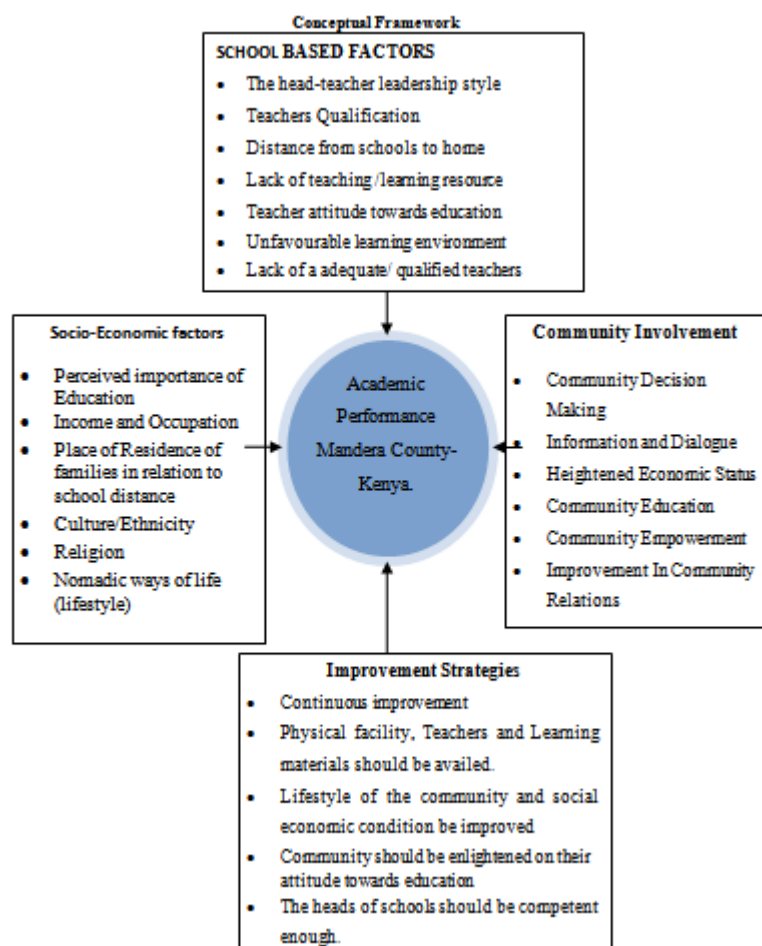 Conceptual Framework
SCHOOL BASED FACTORS
• The head-teacher leadership style
• Teachers Qualification
• Distance from schools to home
• Lack of teaching /learning resource
• Teacher attitude towards education
• Unfavourable learning environment
• Lack of a adequate/ qualified teachers
Socio-Economic factors
• Perceived importance of
Education
• Income and Occupation
• Place of Residence of
families in relation to
school distance
• Culture/Ethnicity
• Religion
• Nomadic ways of life
(lifestyle)
Academic
Performance
Mandera County-
Kenya.
Community Involvement
• Community Decision
Making
• Information and Dialogue
• Heightened Economic Status
• Community Education
• Community Empowerment
• Improvement In Community
Relations
Improvement Strategies
• Continuous improvement
• Physical facility, Teachers and Learning
materials should be availed.
• Lifestyle of the community and social
economic condition be improved
• Community should be enlightened on their
attitude towards education
• The heads of schools should be competent
enough.